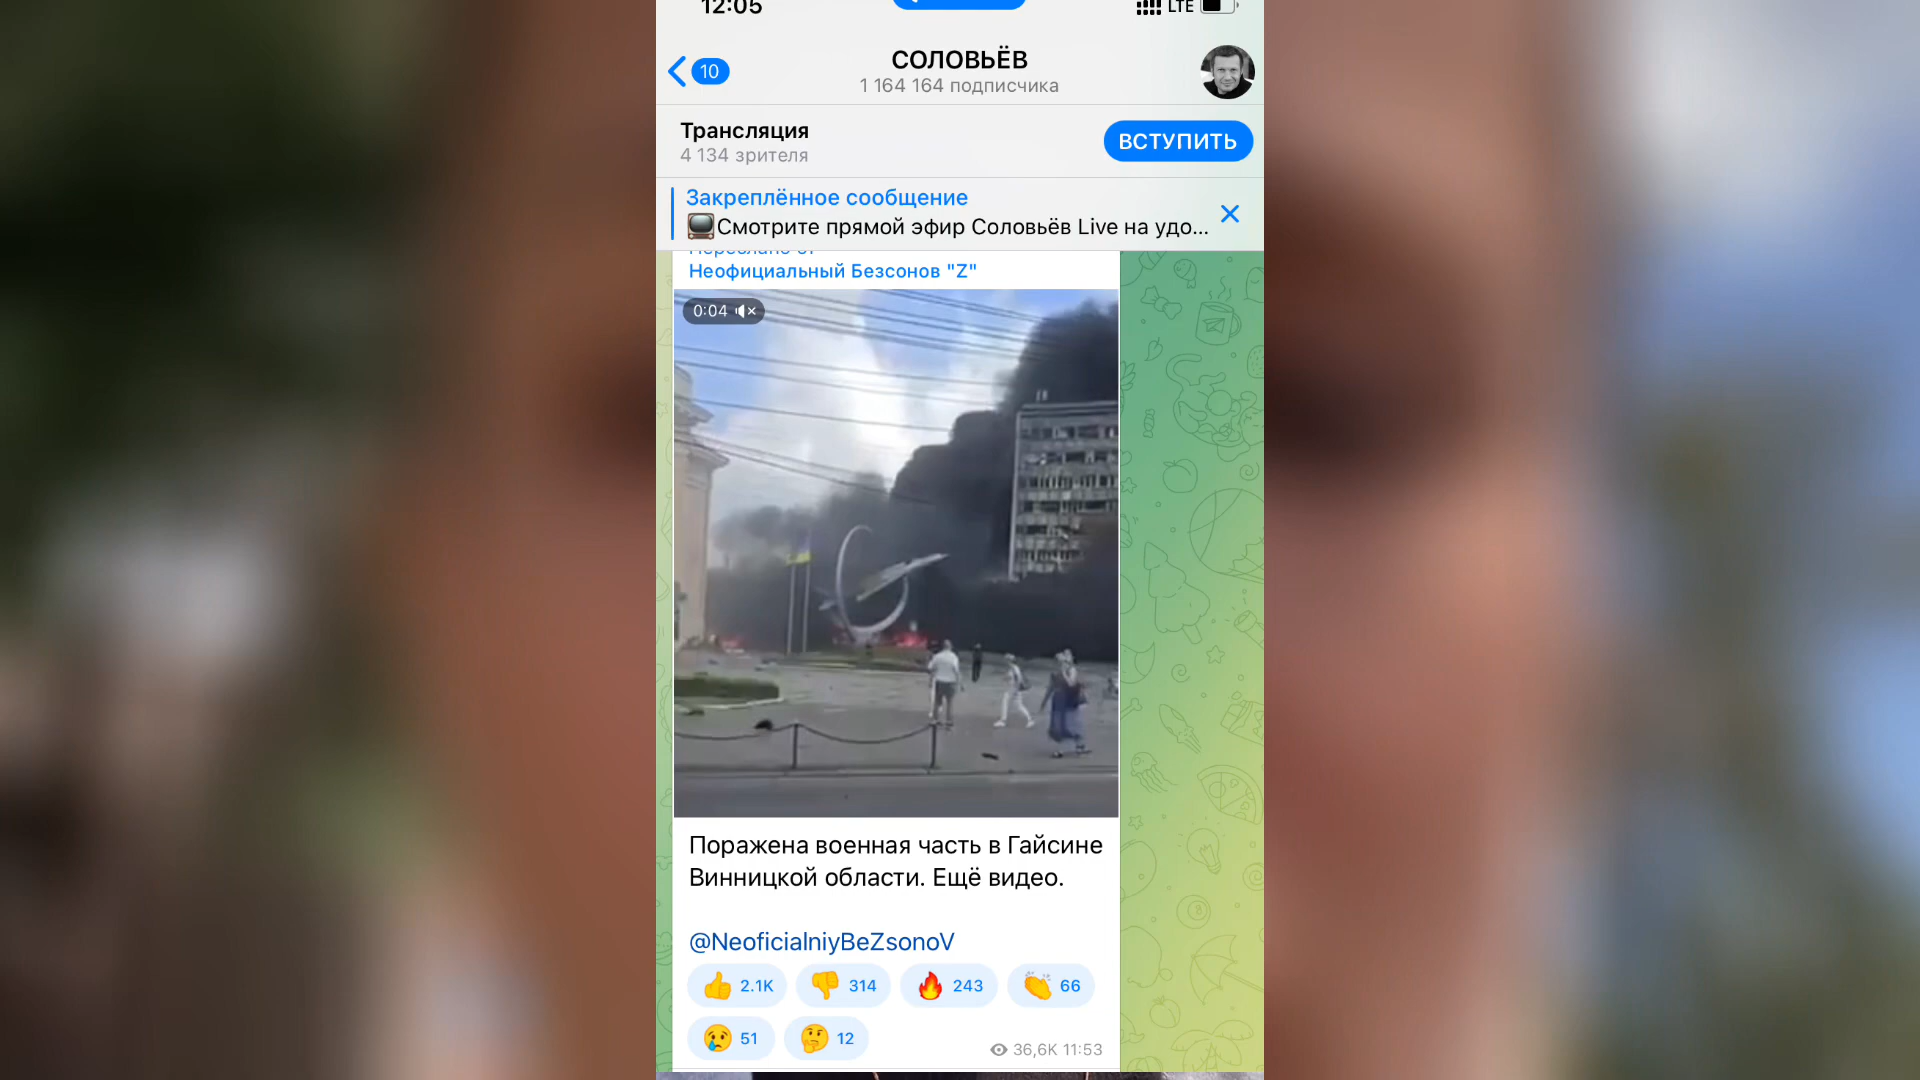 12:05
LTE
10
СОЛОВЬЁВ
1 164 164 подписчика
Трансляция
4 134 зрителя
ВСТУПИТЬ
Закреплённое сообщение
Смотрите прямой эфир Соловьёв Live на удо...
Неофициальный Безсонов "Z"
0:04
Поражена военная часть в Гайсине
Винницкой области. Ещё видео.
@NeoficialniyBeZsonoV
2.1K 314 243 66
51 12
36,6K 11:53